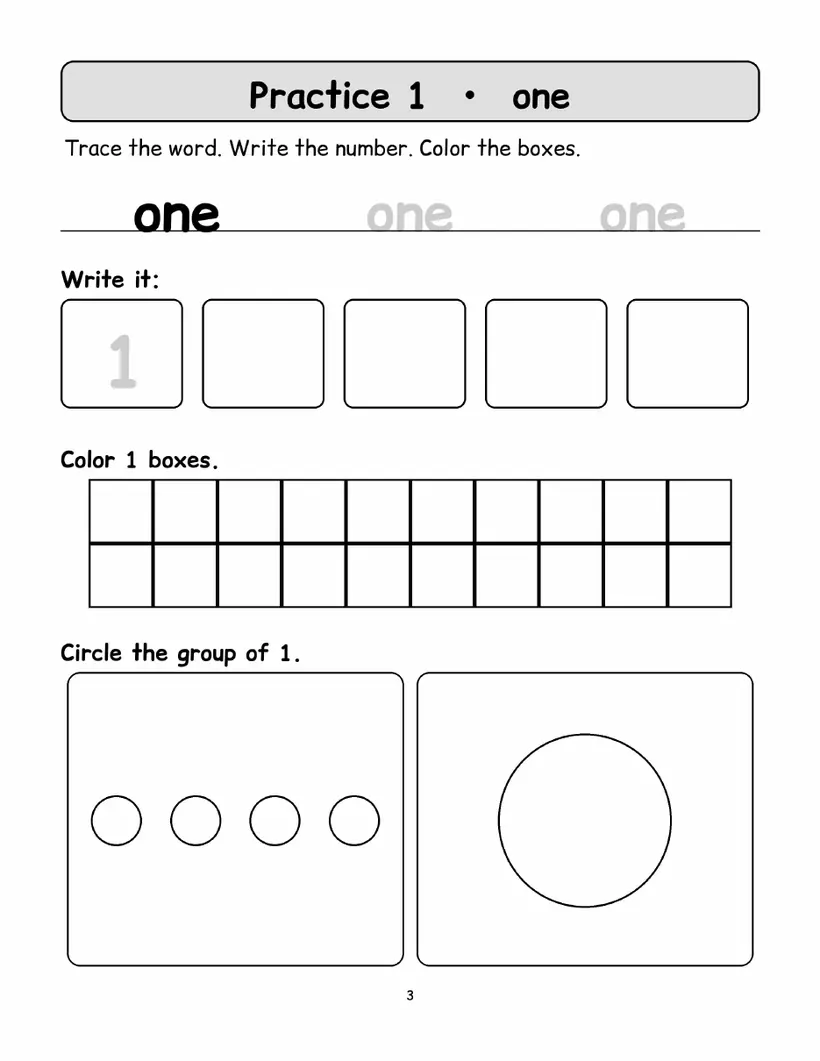 Practice 1 • one
Trace the word. Write the number. Color the boxes.
one one one
Write it:
1
Color 1 boxes.
Circle the group of 1.
3